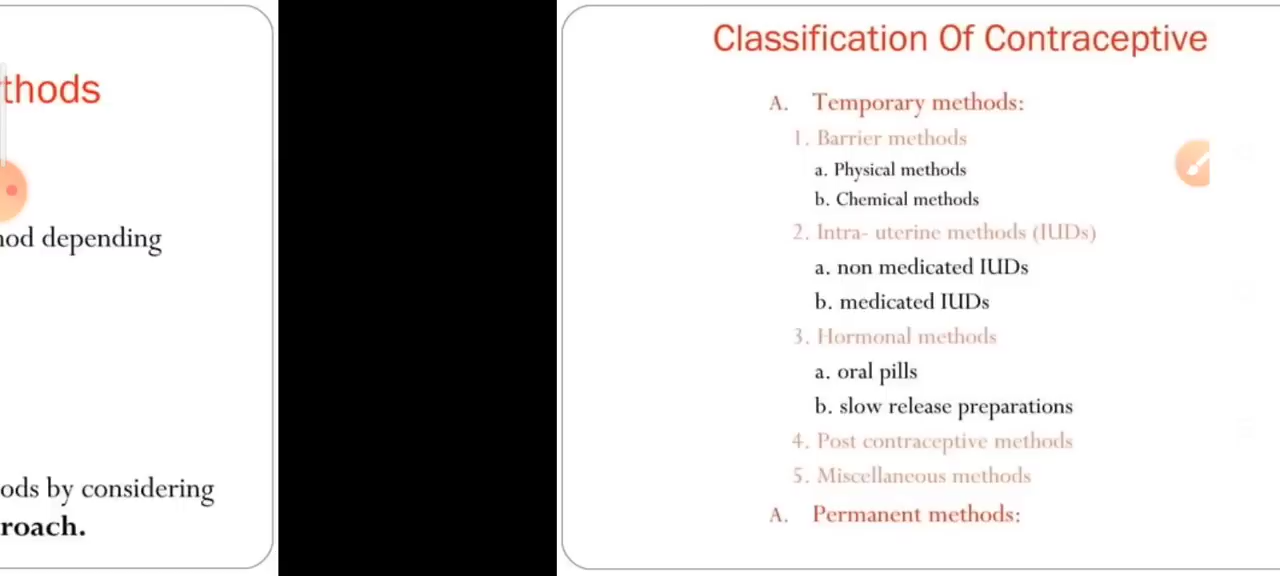 thods
nod depending
ods by considering
roach.
Classification Of Contraceptive
A. Temporary methods:
1. Barrier methods
a. Physical methods
b. Chemical methods
2. Intra- uterine methods (IUDs)
a. non medicated IUDs
b. medicated IUDs
3. Hormonal methods
a. oral pills
b. slow release preparations
4. Post contraceptive methods
5. Miscellaneous methods
A. Permanent methods: